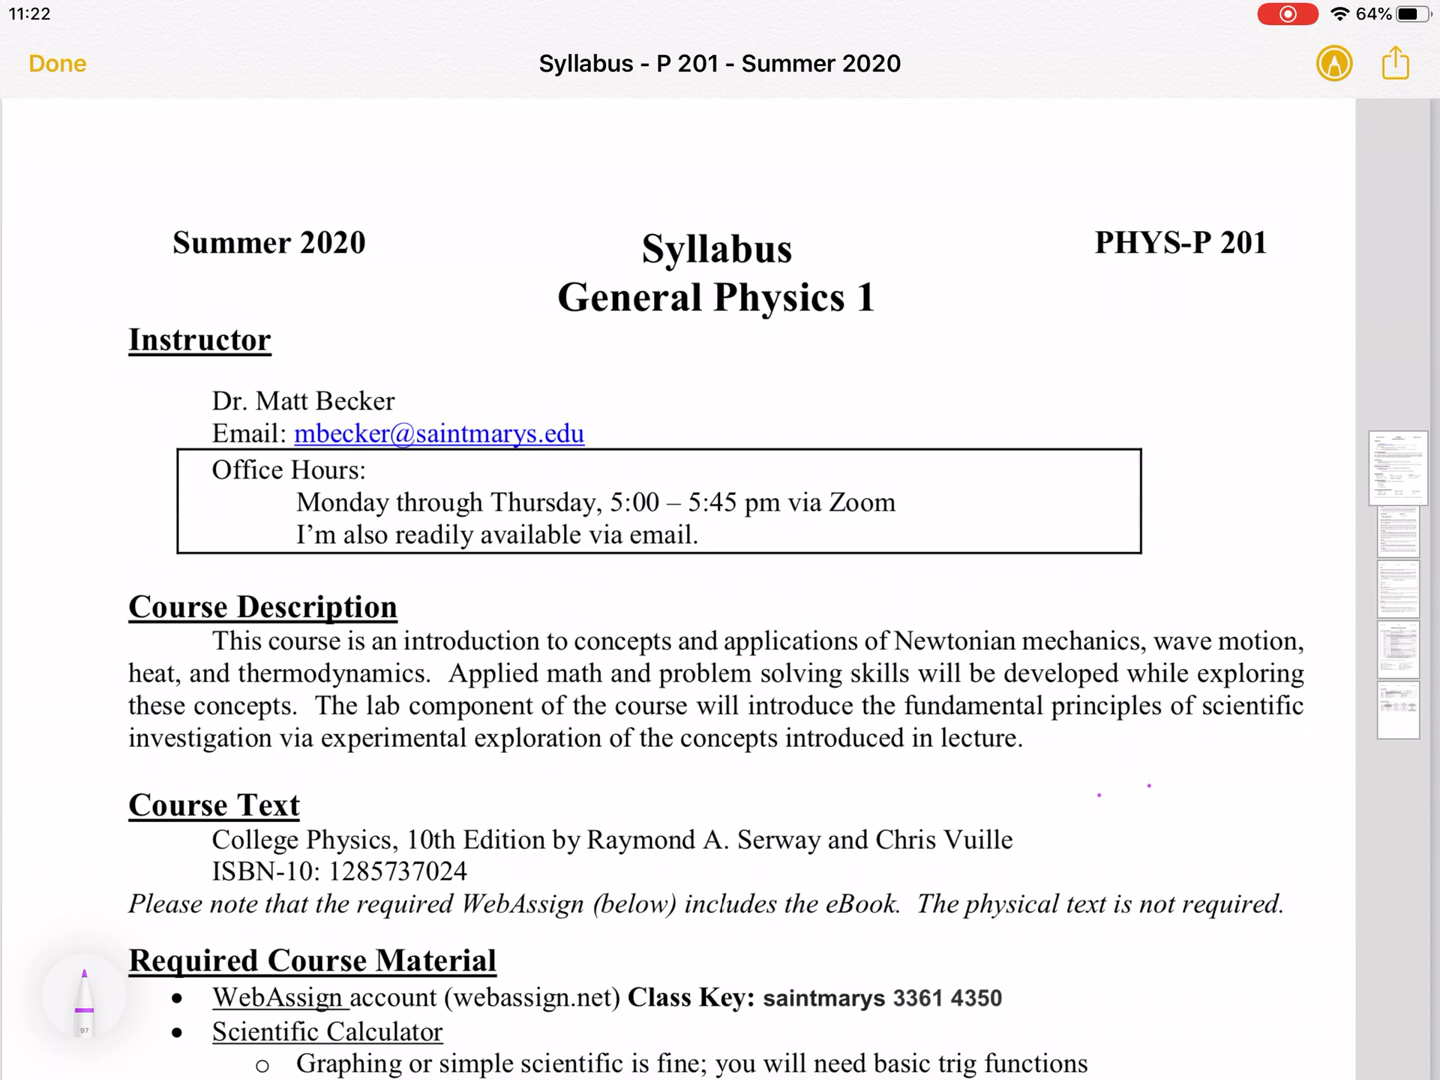 11:22
64%
Done
Syllabus - P 201 - Summer 2020
Summer 2020
Syllabus
PHYS-P 201
General Physics 1
Instructor
Dr. Matt Becker
Email: mbecker@saintmarys.edu
Office Hours:
Monday through Thursday, 5:00 – 5:45 pm via Zoom
I'm also readily available via email.
Course Description
This course is an introduction to concepts and applications of Newtonian mechanics, wave motion,
heat, and thermodynamics. Applied math and problem solving skills will be developed while exploring
these concepts. The lab component of the course will introduce the fundamental principles of scientific
investigation via experimental exploration of the concepts introduced in lecture.
Course Text
College Physics, 10th Edition by Raymond A. Serway and Chris Vuille
ISBN-10: 1285737024
Please note that the required WebAssign (below) includes the eBook. The physical text is not required.
Required Course Material
• WebAssign account (webassign.net) Class Key: saintmarys 3361 4350
• Scientific Calculator
o Graphing or simple scientific is fine; you will need basic trig functions
97